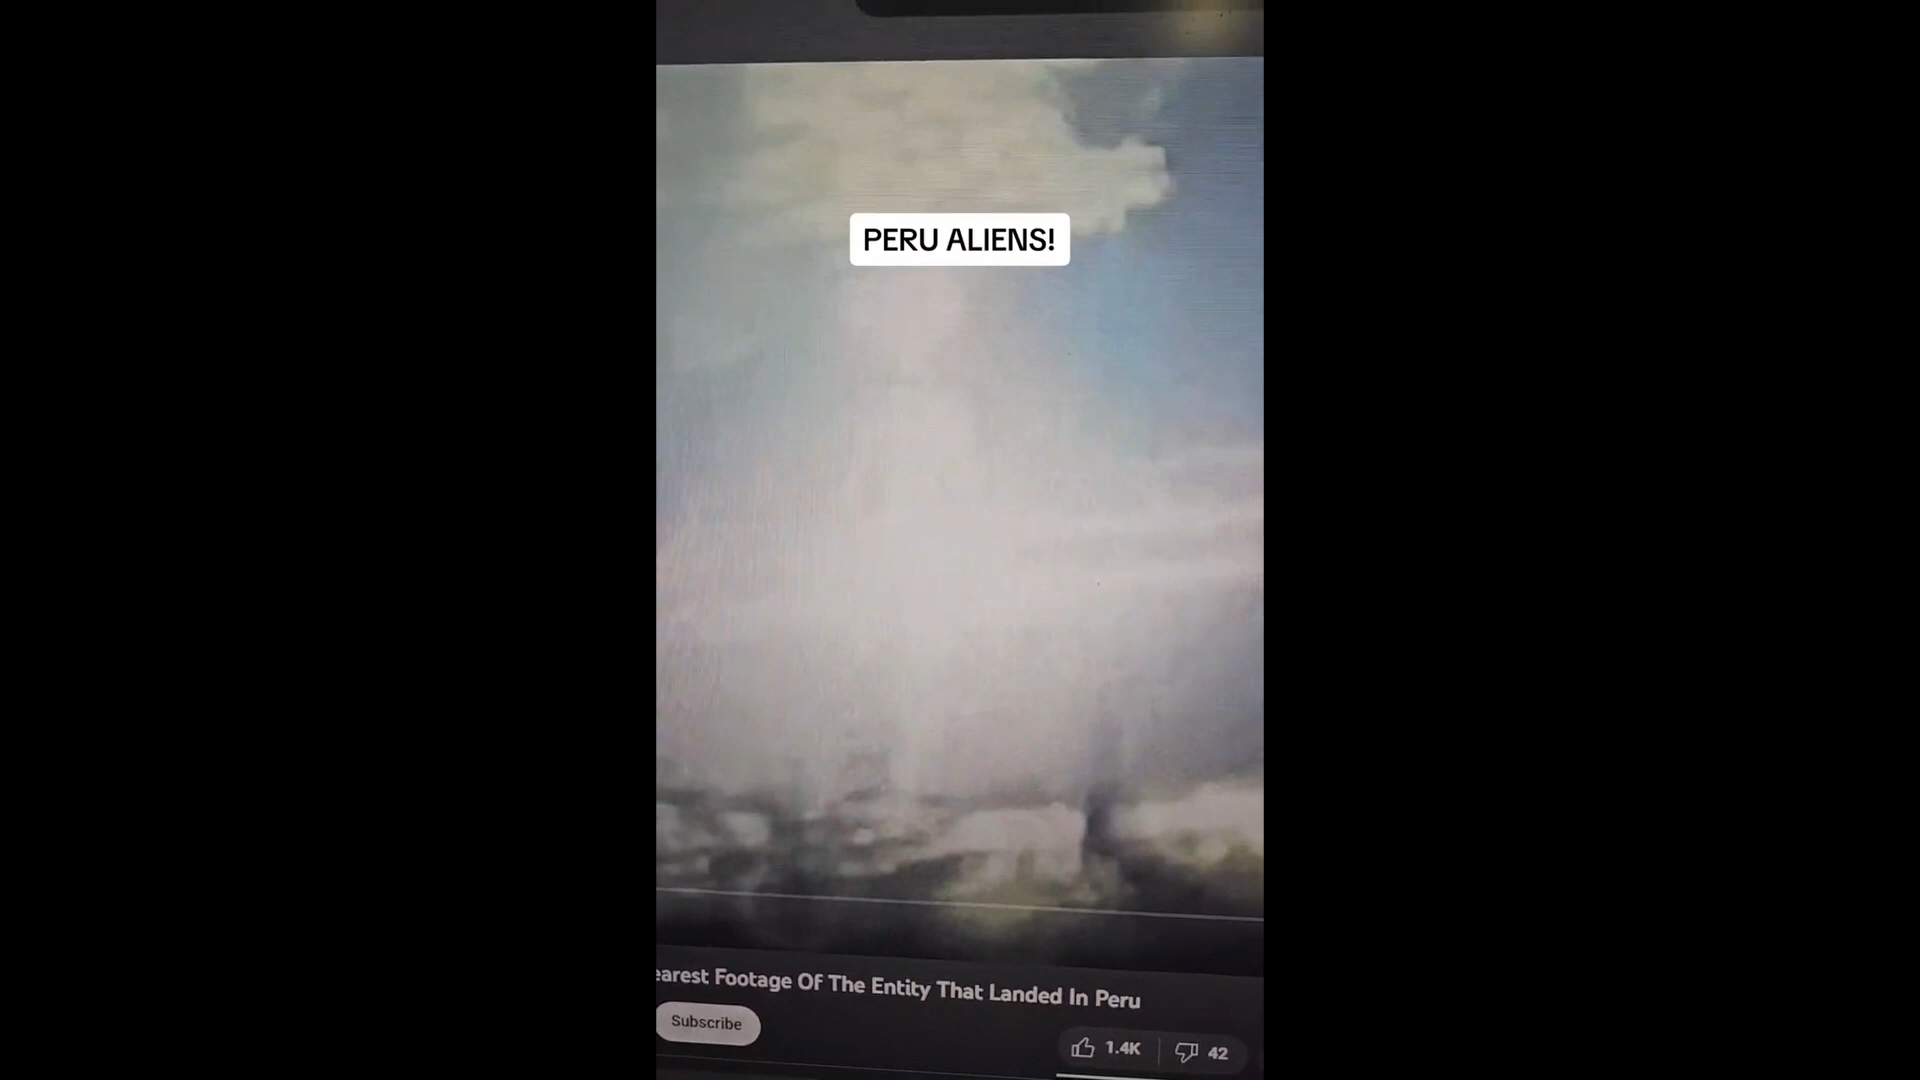 PERU ALIENS!
earest Footage Of The Entity That Landed In Peru
Subscribe
1.4K
42